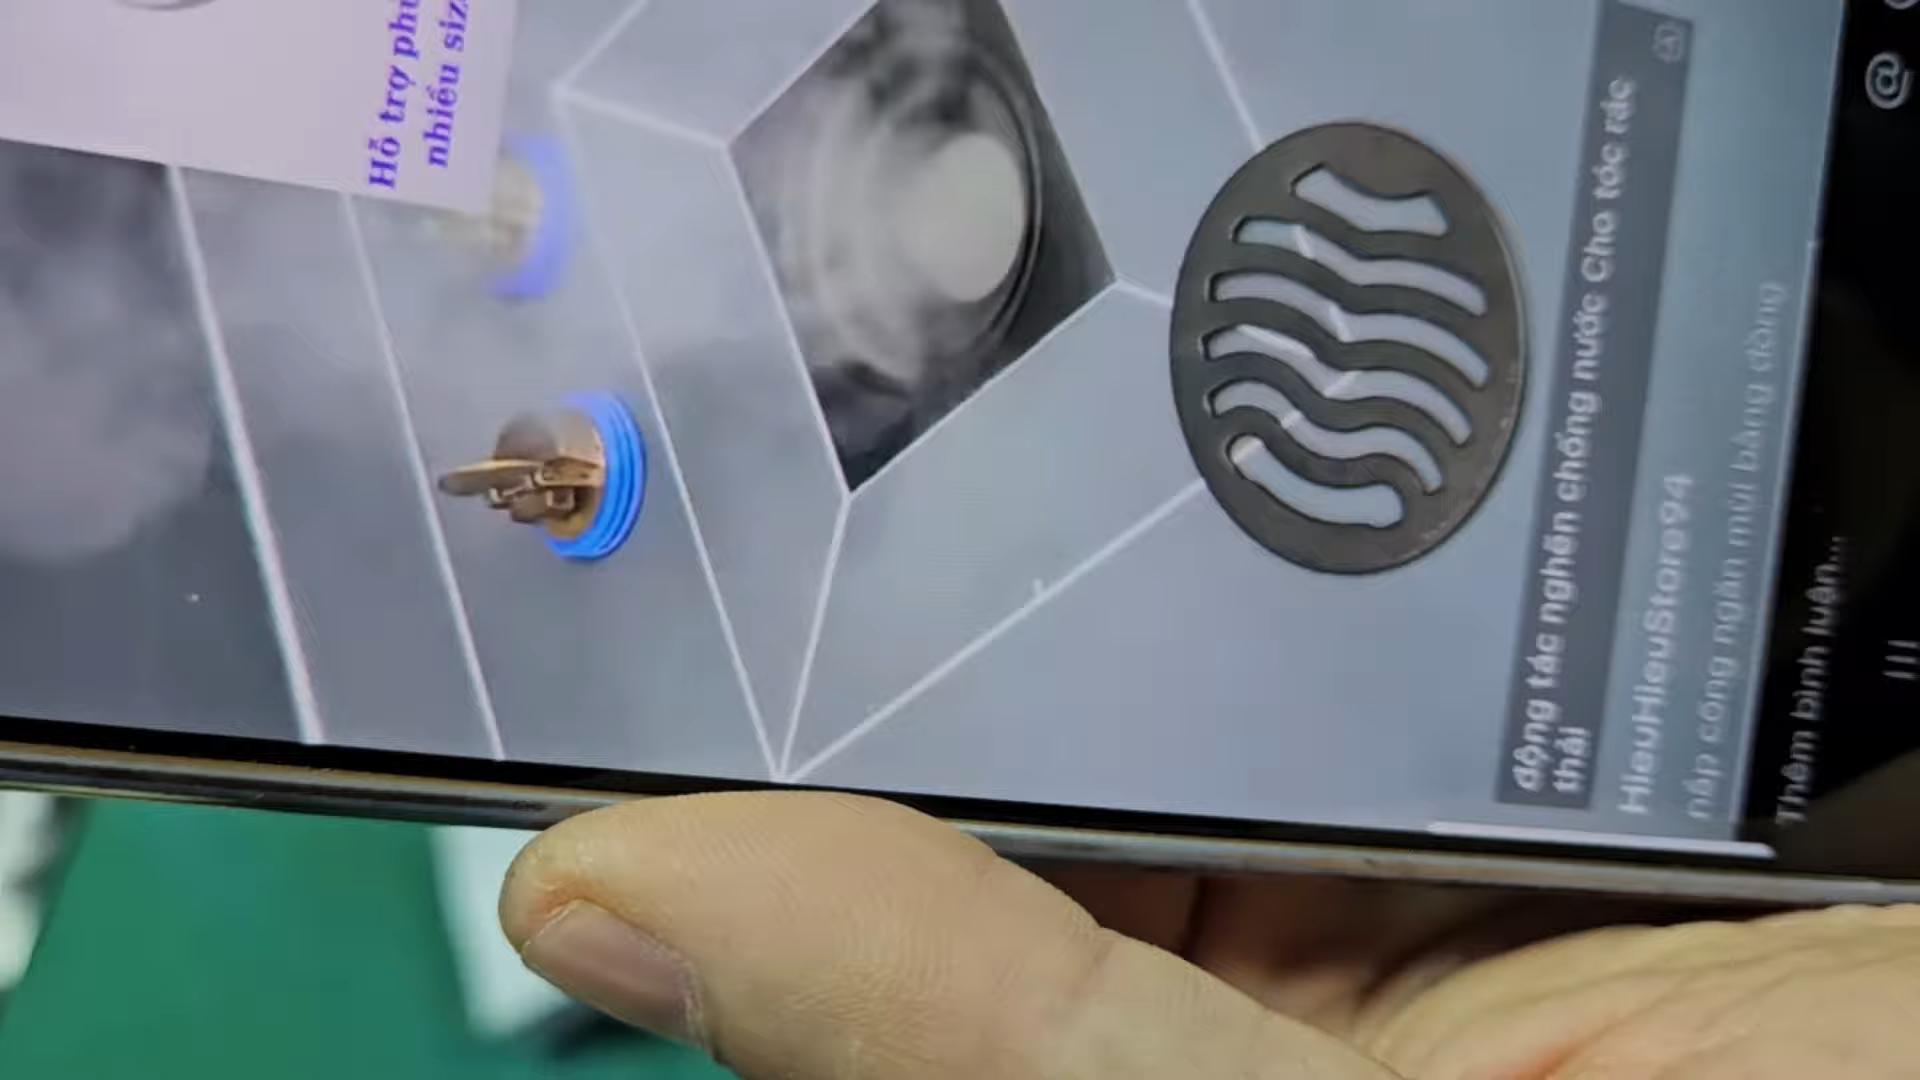 Hỗ trợ phủ
nhiều siz
động tác nghẽn chống nước Cho tóc rác
thải
HieuHieuStore94
nắp cống ngăn mùi bằng đồng
Thêm bình luận...
@